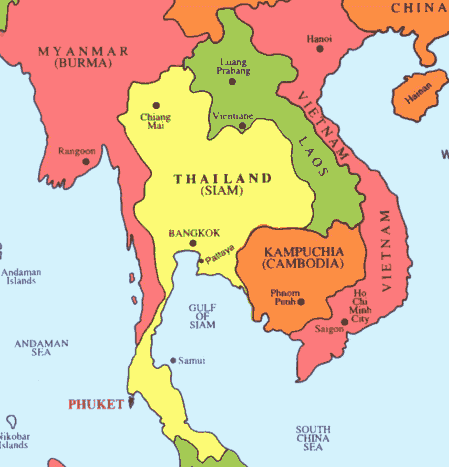 CHINA
MYANMAR
(BURMA)
Hanoi
Luang
Prabang
Hainan
Chiang
Mai
Vientiane
VIETNAM
Rangoon
LAOS
THAILAND
(SIAM)
W
BANGKOK
Pattaya
KAMPUCHIA
(CAMBODIA)
VIETNAM
Andaman
Islands
Phnom
Punh
Ho
Chi
Minh
City
GULF
OF
SIAM
Saigon
ANDAMAN
SEA
Samui
PHUKET
Nikobar
Islands
SOUTH
CHINA
SEA